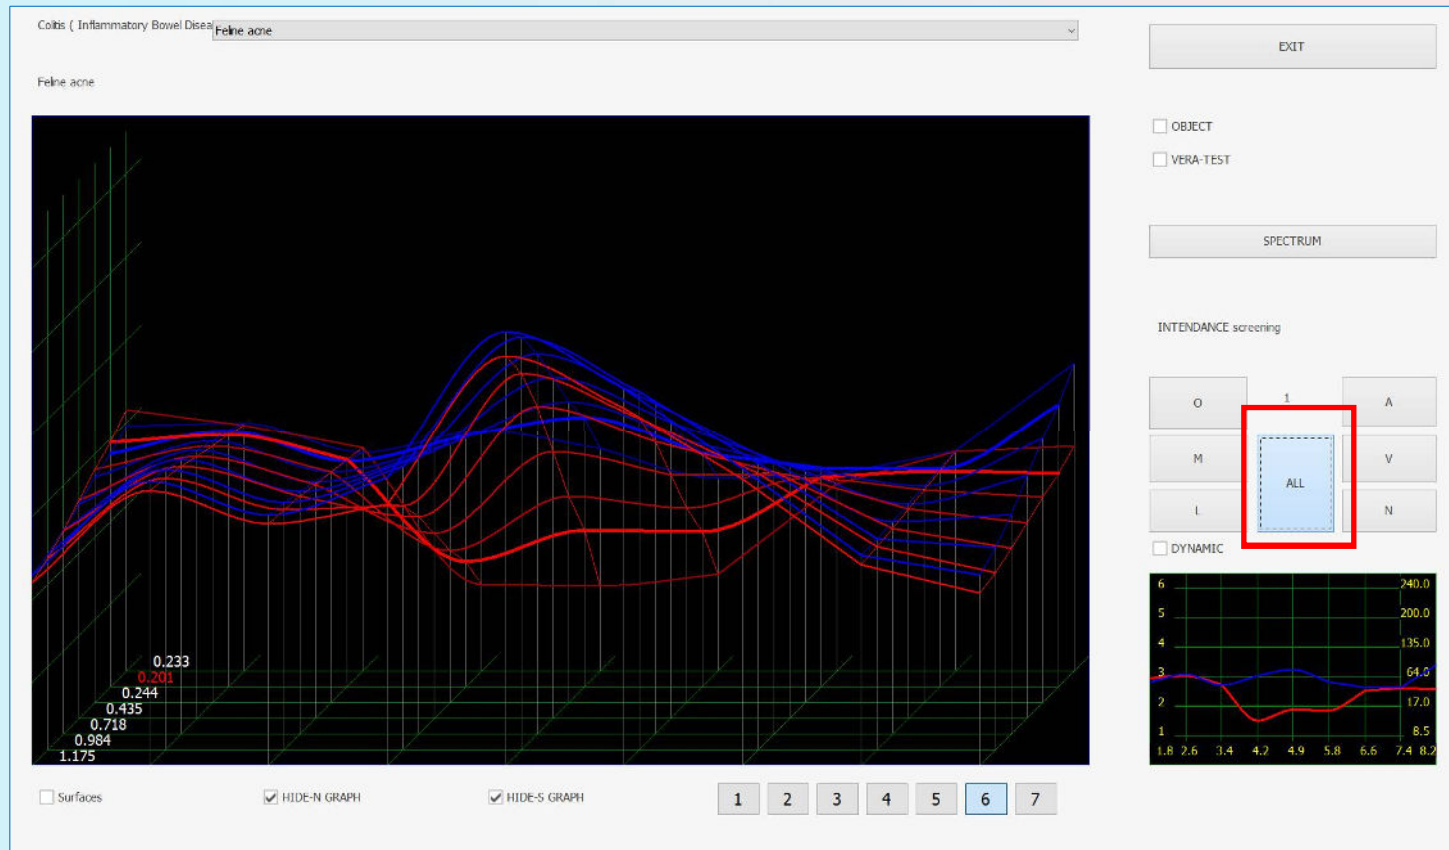 Colitis ( Inflammatory Bowel Disea
Feline acne
EXIT
Feline acne
OBJECT
VERA-TEST
SPECTRUM
INTENDANCE screening
O
1
A
M
ALL
V
L
N
DYNAMIC
0.233
0.201
0.244
0.435
0.718
0.984
1.175
6 240.0
5 200.0
4 135.0
3 64.0
2 17.0
1 8.5
1.8 2.6 3.4 4.2 4.9 5.8 6.6 7.4 8.2
Surfaces
HIDE-N GRAPH
HIDE-S GRAPH
1 2 3 4 5 6 7